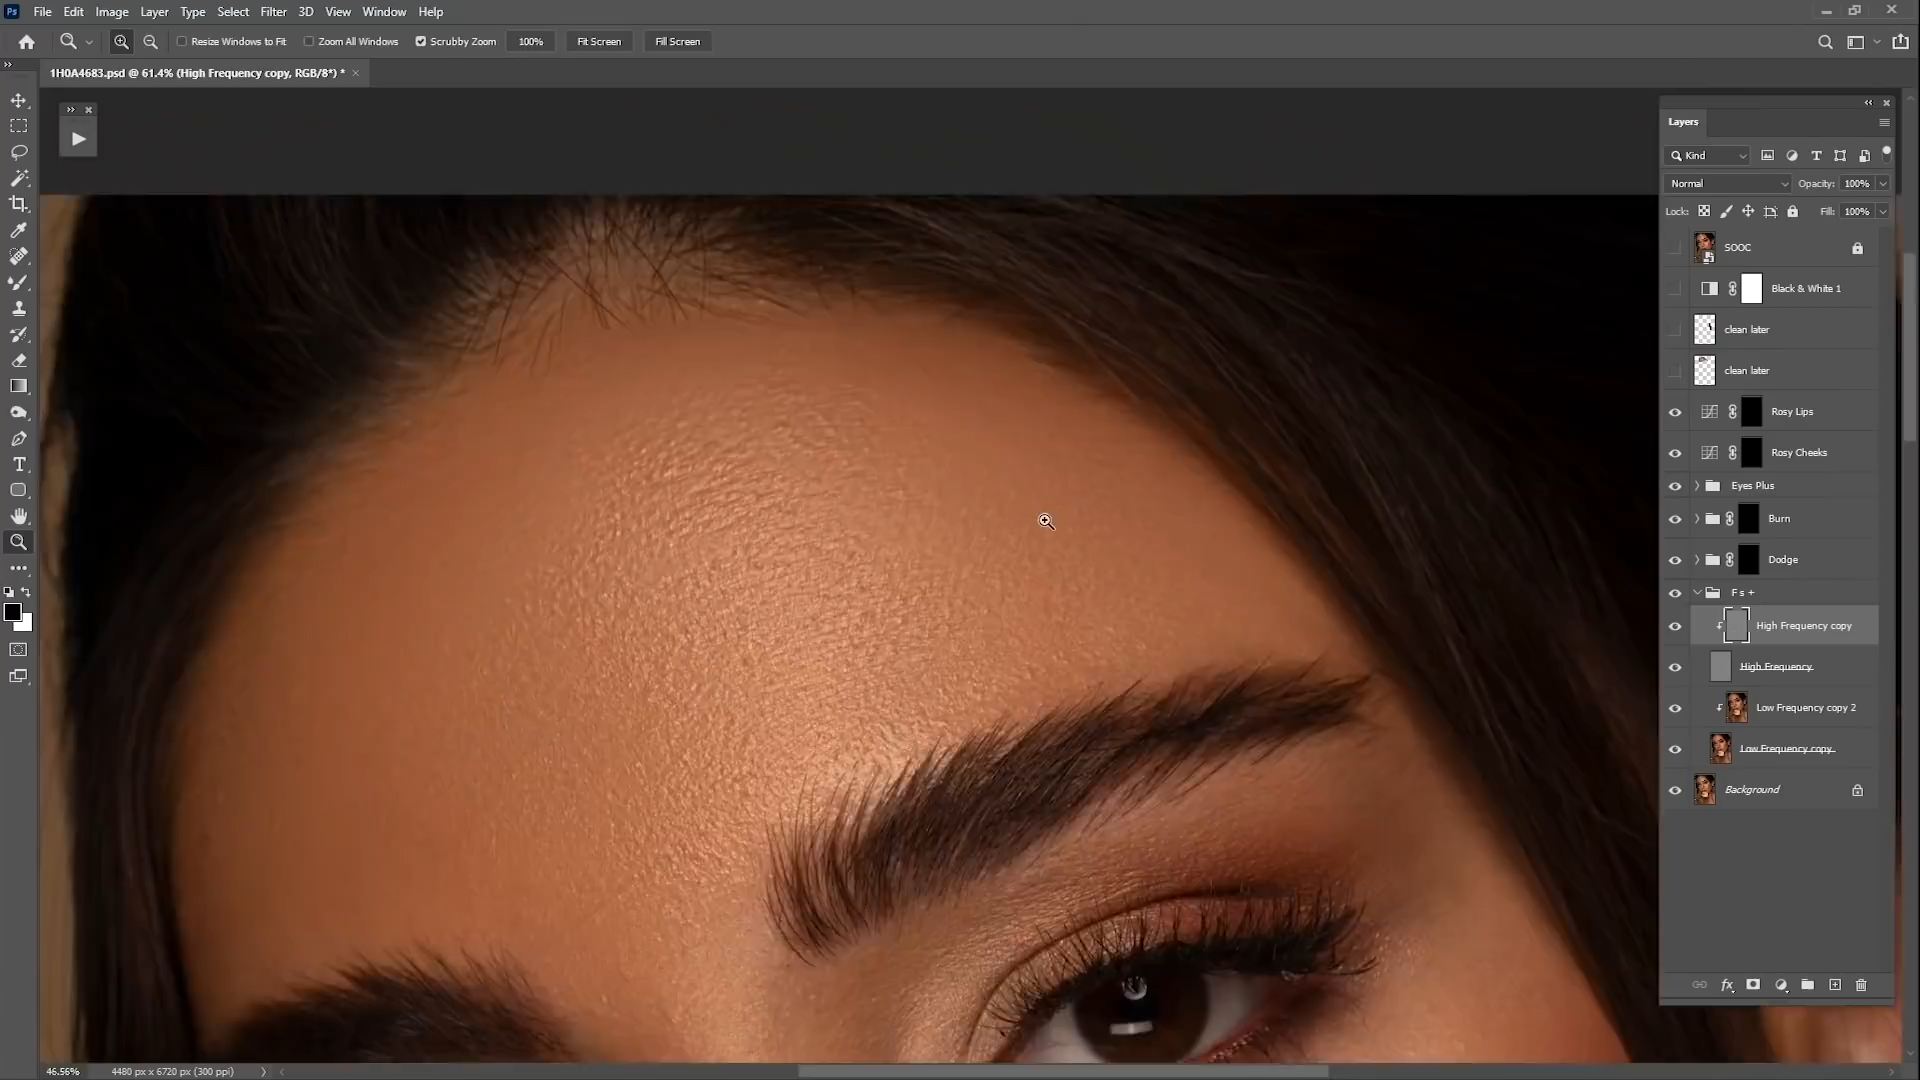 Ps File Edit Image Layer Type Select Filter 3D View Window Help
Resize Windows to Fit Zoom All Windows Scrubby Zoom 100% Fit Screen Fill Screen
1H0A4683.psd @ 61.4% (High Frequency copy, RGB/8*) *
Layers
Kind
Normal Opacity: 100%
Lock: Fill: 100%
SOOC
Black & White 1
clean later
clean later
Rosy Lips
Rosy Cheeks
Eyes Plus
Burn
Dodge
F s +
High Frequency copy
High Frequency
Low Frequency copy 2
Low Frequency copy
Background
46.56% 4480 px x 6720 px (300 ppi)